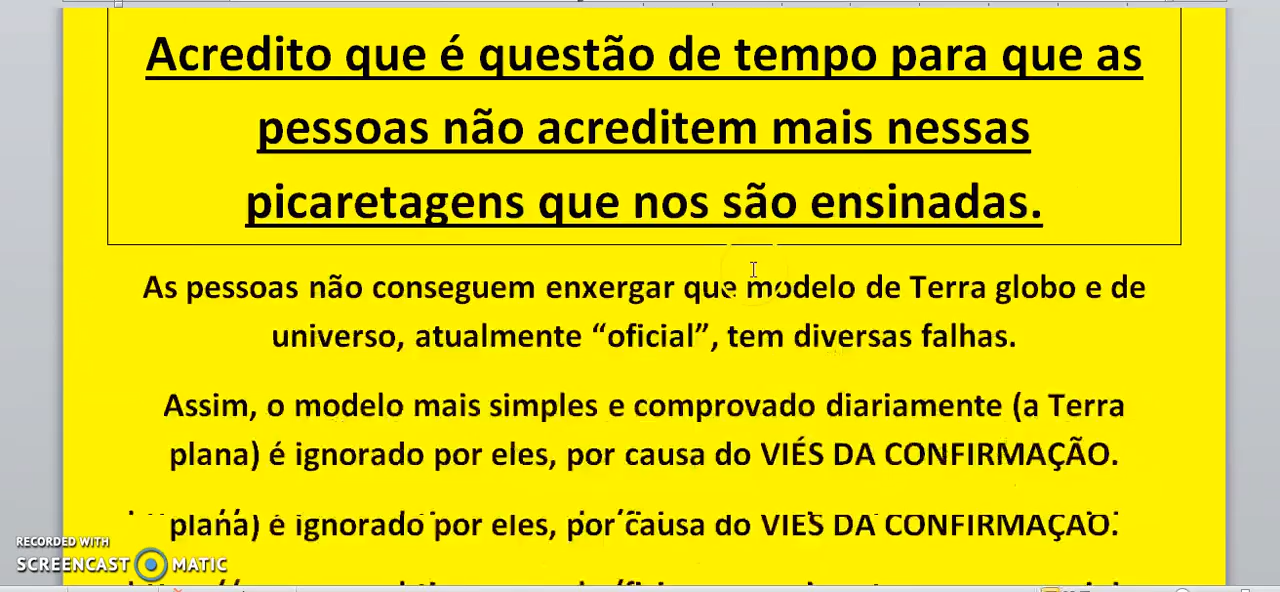 Acredito que é questão de tempo para que as
pessoas não acreditem mais nessas
picaretagens que nos são ensinadas.
As pessoas não conseguem enxergar que modelo de Terra globo e de
universo, atualmente “oficial”, tem diversas falhas.
Assim, o modelo mais simples e comprovado diariamente (a Terra
plana) é ignorado por eles, por causa do VIÉS DA CONFIRMAÇÃO.
plana) é ignorado por eles, por causa do VIÉS DA CONFIRMAÇÃO.
RECORDED WITH
SCREENCAST MATIC